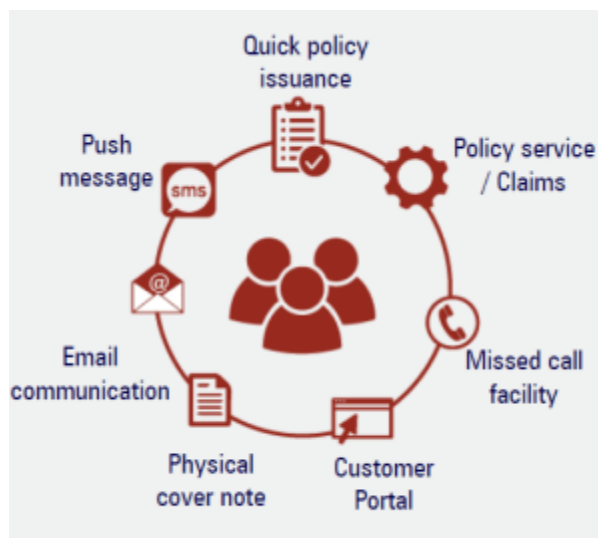 Quick policy
issuance
Policy service
/ Claims
Missed call
facility
Customer
Portal
Physical
cover note
Email
communication
@
Push
message
sms